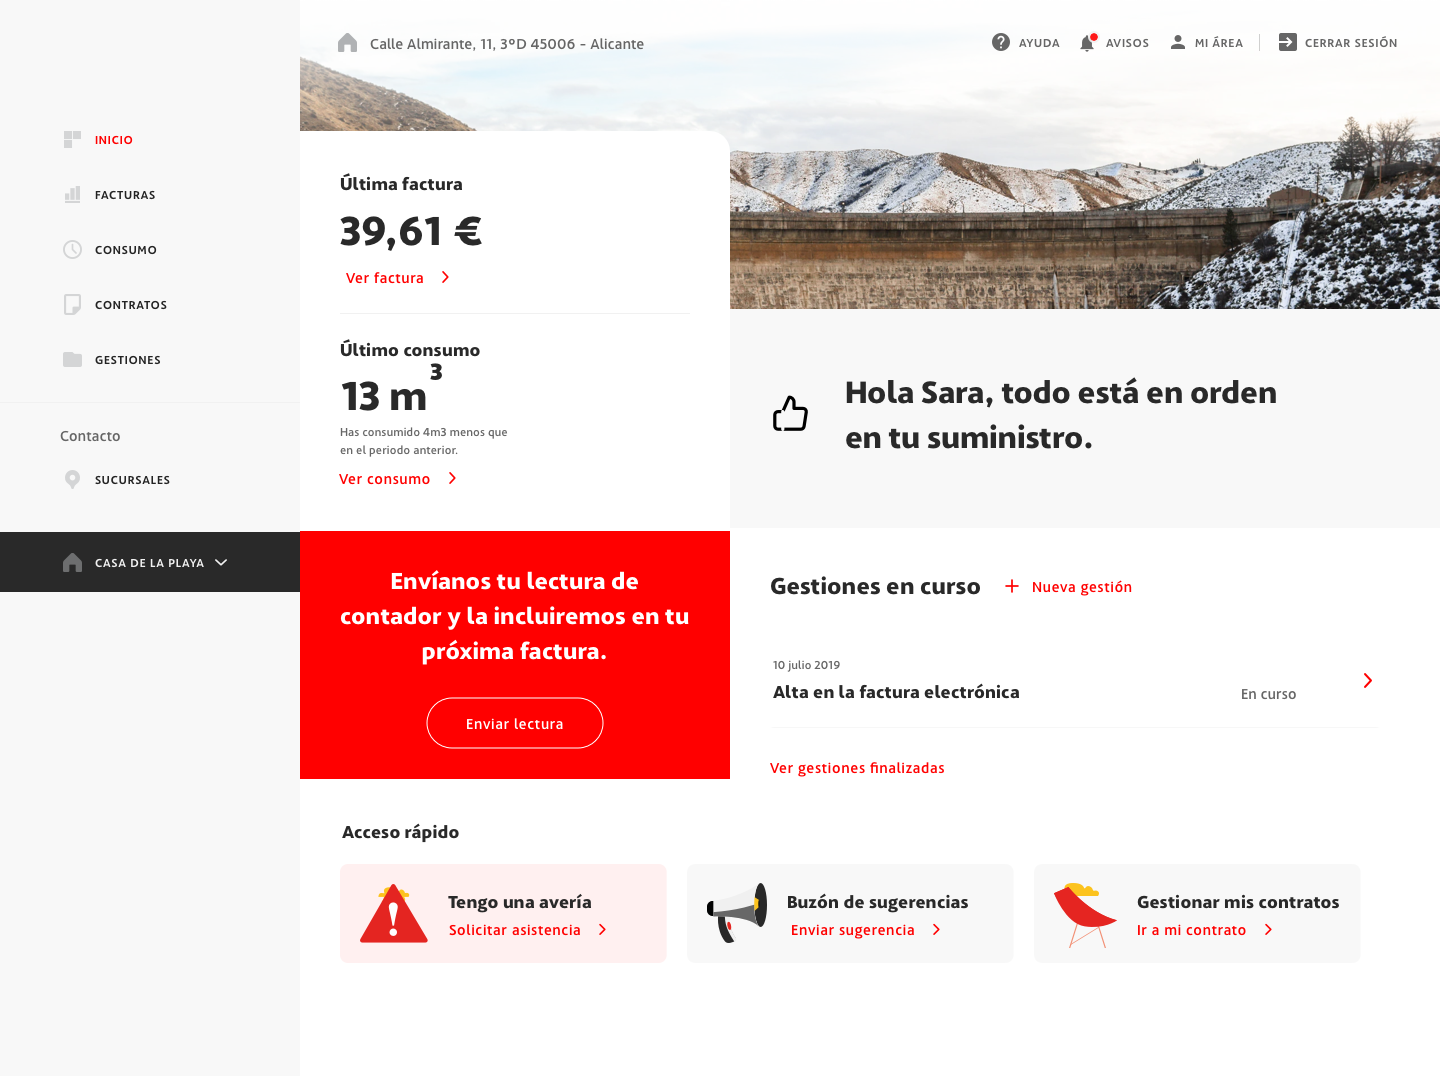 Calle Almirante, 11, 3ºD 45006 - Alicante
AYUDA
AVISOS
MI ÁREA
CERRAR SESIÓN
INICIO
FACTURAS
CONSUMO
CONTRATOS
GESTIONES
Contacto
SUCURSALES
CASA DE LA PLAYA
Última factura
39,61 €
Ver factura
Último consumo
13 m³
Has consumido 4m3 menos que
en el periodo anterior.
Ver consumo
Hola Sara, todo está en orden
en tu suministro.
Envíanos tu lectura de
contador y la incluiremos en tu
próxima factura.
Enviar lectura
Gestiones en curso
Nueva gestión
10 julio 2019
Alta en la factura electrónica
En curso
Ver gestiones finalizadas
Acceso rápido
Tengo una avería
Solicitar asistencia
Buzón de sugerencias
Enviar sugerencia
Gestionar mis contratos
Ir a mi contrato